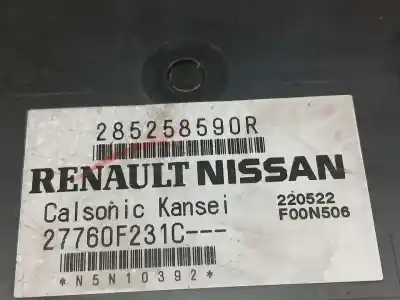 285258590R
RENAULT NISSAN
Calsonic Kansei 220522
27760F231C--- F00N506
*N5N10392*